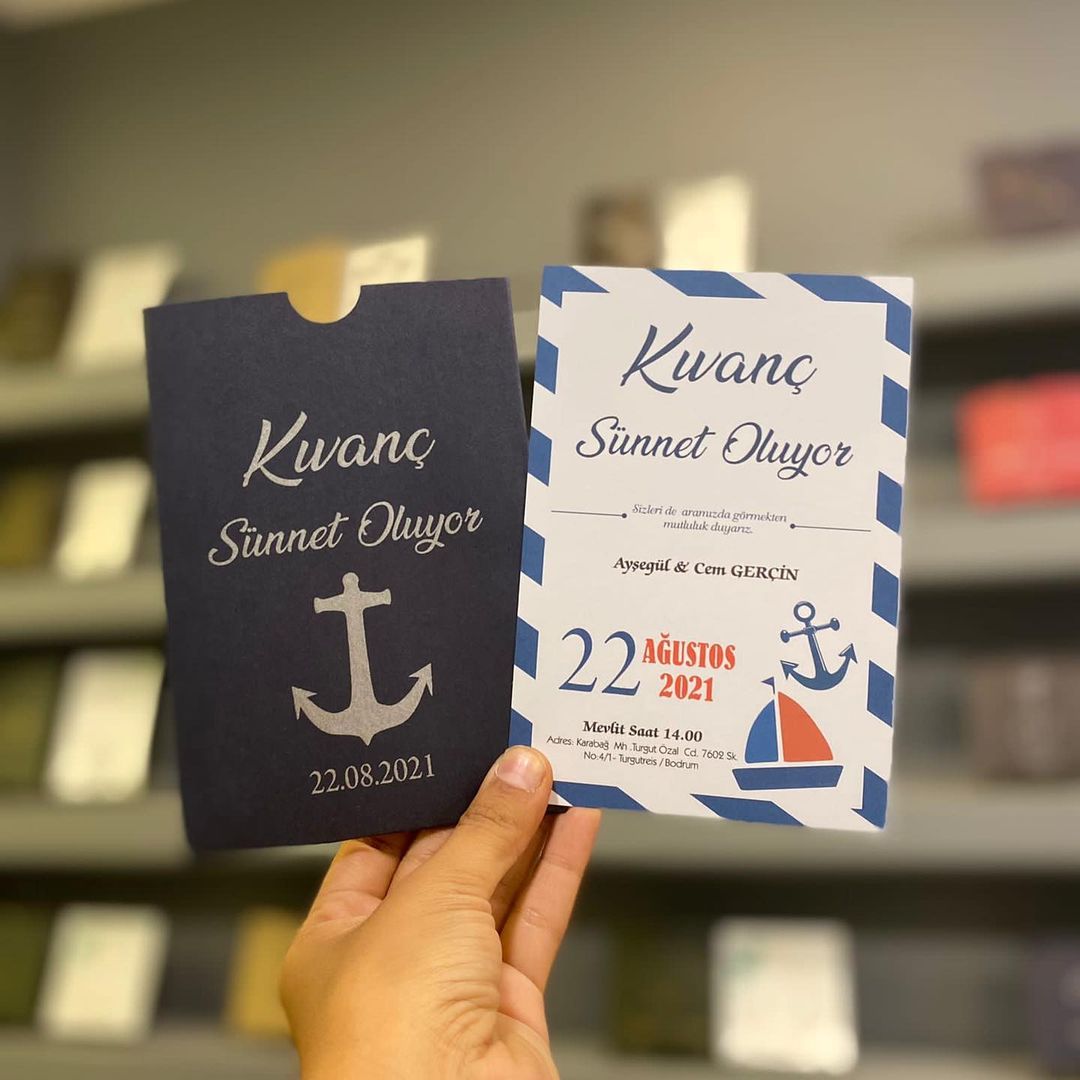 Kıvanç
Sünnet Oluyor
22.08.2021
Kıvanç
Sünnet Oluyor
Sizleri de aramızda görmekten
mutluluk duyarız.
Ayşegül & Cem GERÇİN
22 AĞUSTOS
2021
Mevlit Saat 14.00
Adres: Karabağ Mh .Turgut Özal Cd. 7602 Sk.
No:4/1- Turgutreis / Bodrum